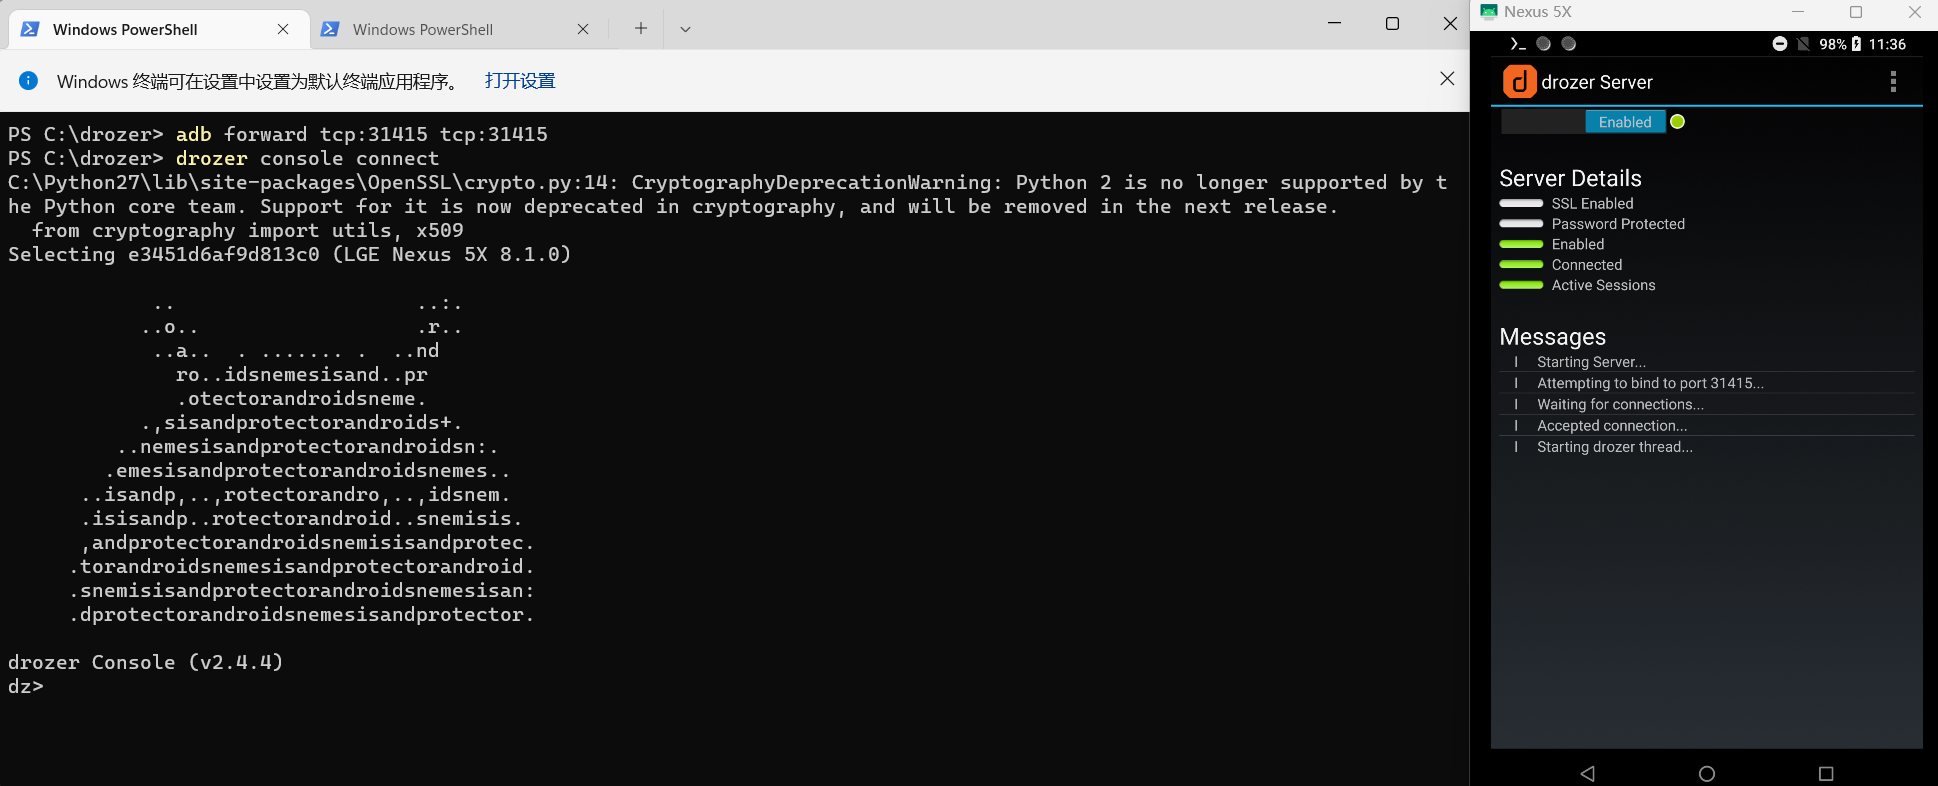 Windows PowerShell
Windows PowerShell
Windows 终端可在设置中设置为默认终端应用程序。 打开设置
PS C:\drozer> adb forward tcp:31415 tcp:31415
PS C:\drozer> drozer console connect
C:\Python27\lib\site-packages\OpenSSL\crypto.py:14: CryptographyDeprecationWarning: Python 2 is no longer supported by t
he Python core team. Support for it is now deprecated in cryptography, and will be removed in the next release.
  from cryptography import utils, x509
Selecting e3451d6af9d813c0 (LGE Nexus 5X 8.1.0)
            ..                    ..:.
           ..o..                  .r..
            ..a..  . ....... .  ..nd
              ro..idsnemesisand..pr
              .otectorandroidsneme.
           .,sisandprotectorandroids+.
         ..nemesisandprotectorandroidsn:.
        .emesisandprotectorandroidsnemes..
      ..isandp,..,rotectorandro,..,idsnem.
      .isisandp..rotectorandroid..snemisis.
      ,andprotectorandroidsnemisisandprotec.
     .torandroidsnemesisandprotectorandroid.
     .snemisisandprotectorandroidsnemesisan:
     .dprotectorandroidsnemesisandprotector.
drozer Console (v2.4.4)
dz>
Nexus 5X
98% 11:36
drozer Server
Enabled
Server Details
SSL Enabled
Password Protected
Enabled
Connected
Active Sessions
Messages
I Starting Server...
I Attempting to bind to port 31415...
I Waiting for connections...
I Accepted connection...
I Starting drozer thread...